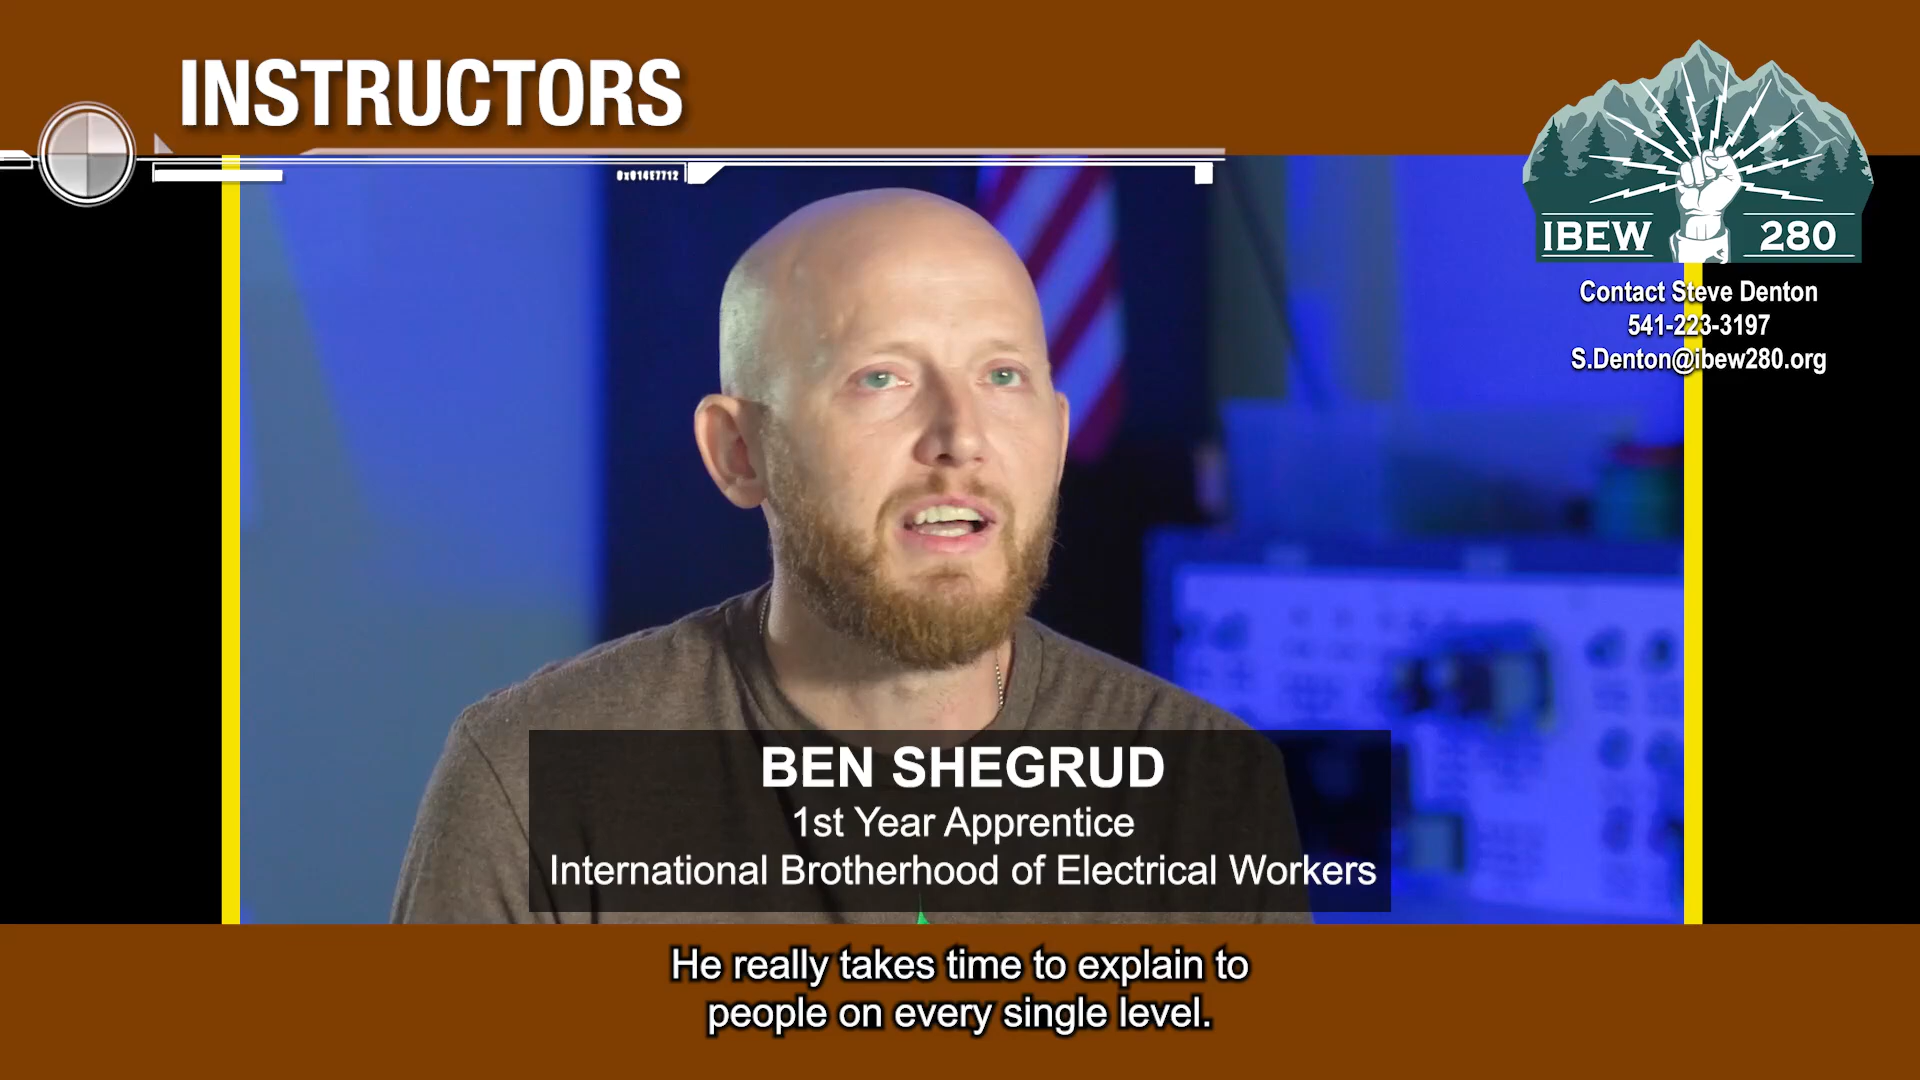 INSTRUCTORS
0x014E7712
IBEW 280
Contact Steve Denton
541-223-3197
S.Denton@ibew280.org
BEN SHEGRUD
1st Year Apprentice
International Brotherhood of Electrical Workers
He really takes time to explain to
people on every single level.